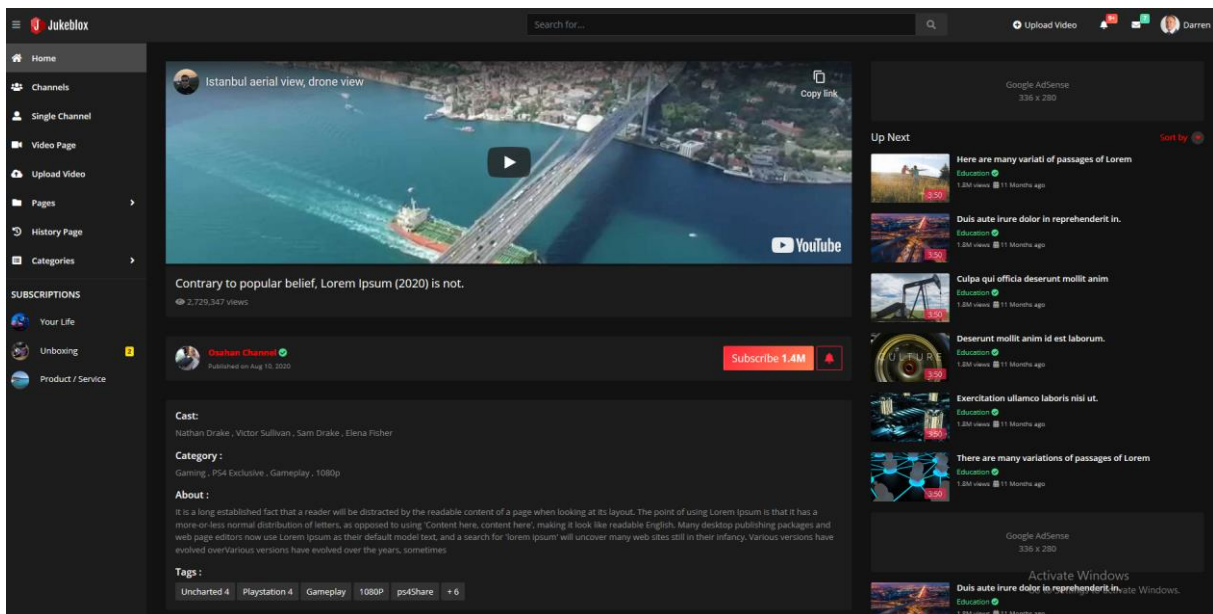 Jukeblox
Search for...
Upload Video
9+
7
Darren
Home
Channels
Single Channel
Video Page
Upload Video
Pages
History Page
Categories
SUBSCRIPTIONS
Your Life
Unboxing
2
Product / Service
Istanbul aerial view, drone view
Copy link
YouTube
Contrary to popular belief, Lorem Ipsum (2020) is not.
2,729,347 views
Osahan Channel
Published on Aug 10, 2020
Subscribe 1.4M
Cast:
Nathan Drake , Victor Sullivan , Sam Drake , Elena Fisher
Category :
Gaming , PS4 Exclusive , Gameplay , 1080p
About :
It is a long established fact that a reader will be distracted by the readable content of a page when looking at its layout. The point of using Lorem Ipsum is that it has a
more-or-less normal distribution of letters, as opposed to using 'Content here, content here', making it look like readable English. Many desktop publishing packages and
web page editors now use Lorem Ipsum as their default model text, and a search for 'lorem ipsum' will uncover many web sites still in their infancy. Various versions have
evolved overVarious versions have evolved over the years, sometimes
Tags :
Uncharted 4 Playstation 4 Gameplay 1080P ps4Share + 6
Google AdSense
336 x 280
Up Next
Sort by
Here are many variati of passages of Lorem
Education
1.8M views 11 Months ago
3:50
Duis aute irure dolor in reprehenderit in.
Education
1.8M views 11 Months ago
3:50
Culpa qui officia deserunt mollit anim
Education
1.8M views 11 Months ago
3:50
Deserunt mollit anim id est laborum.
Education
1.8M views 11 Months ago
CULTURE
3:50
Exercitation ullamco laboris nisi ut.
Education
1.8M views 11 Months ago
3:50
There are many variations of passages of Lorem
Education
1.8M views 11 Months ago
3:50
Google AdSense
336 x 280
Activate Windows
Duis aute irure dolor in reprehenderit in.
Go to Settings to activate Windows.
Education
1.8M views 11 Months ago